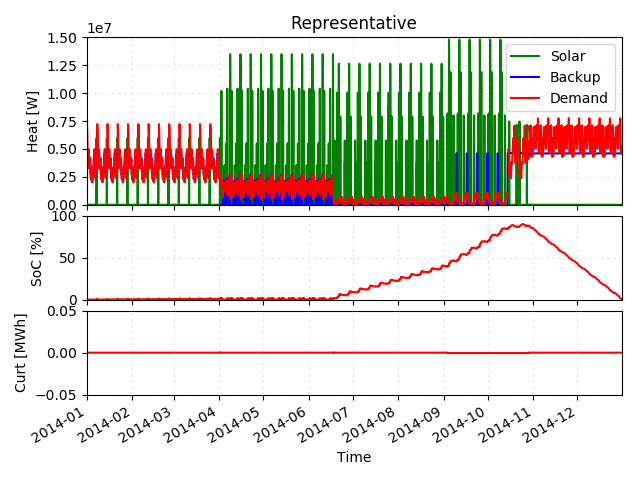 Representative
1e7
1.50
1.25
1.00
0.75
0.50
0.25
0.00
Heat [W]
Solar
Backup
Demand
100
50
0
SoC [%]
0.05
0.00
−0.05
Curt [MWh]
2014-01
2014-02
2014-03
2014-04
2014-05
2014-06
2014-07
2014-08
2014-09
2014-10
2014-11
2014-12
Time